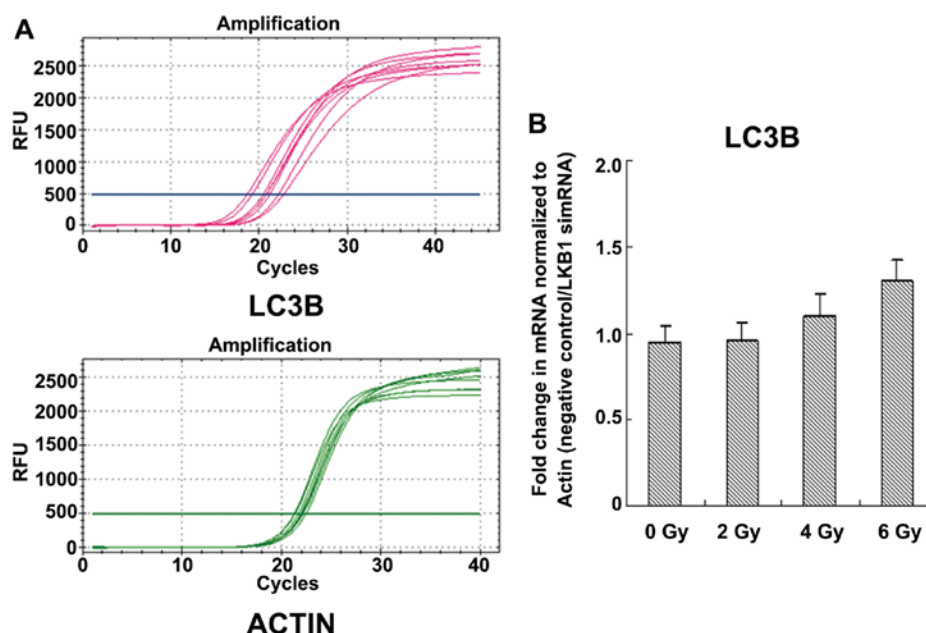 A
Amplification
RFU
2500
2000
1500
1000
500
0
0 10 20 30 40
Cycles
LC3B
Amplification
RFU
2500
2000
1500
1000
500
0
0 10 20 30 40
Cycles
ACTIN
B
LC3B
Fold change in mRNA normalized to
Actin (negative control/LKB1 simRNA)
2.0
1.5
1.0
0.5
0
0 Gy 2 Gy 4 Gy 6 Gy